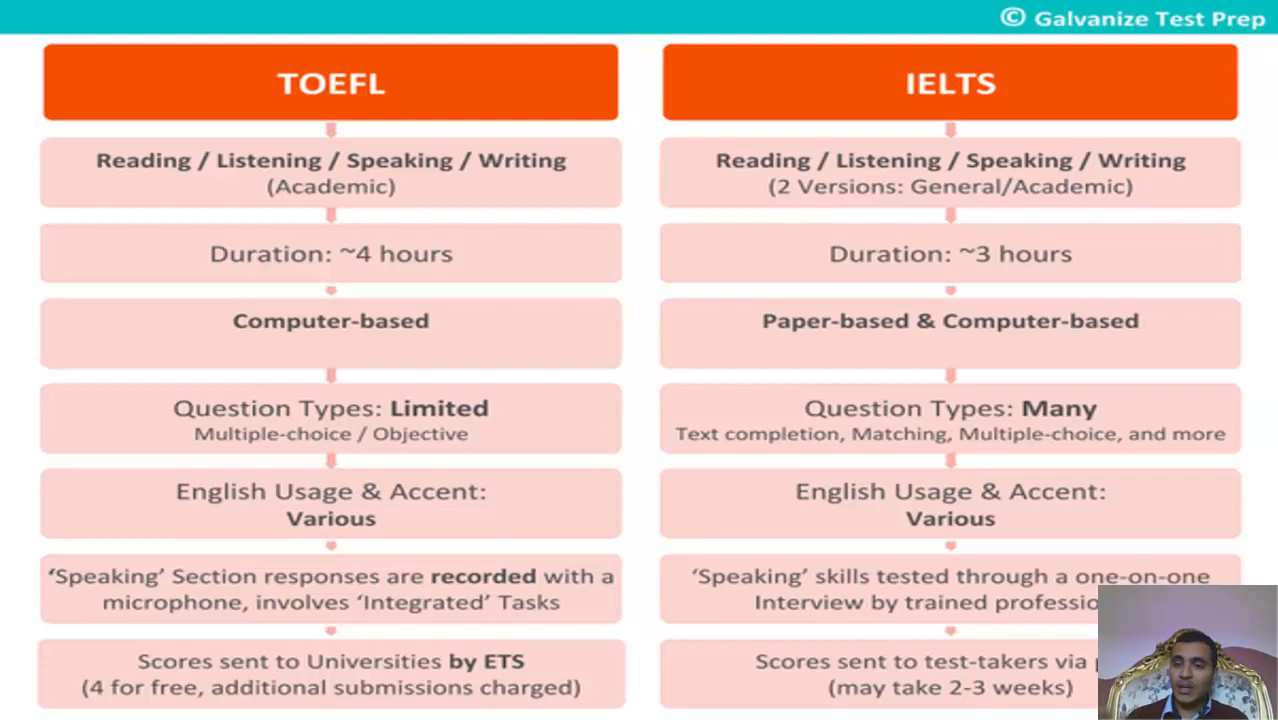 © Galvanize Test Prep
TOEFL
Reading / Listening / Speaking / Writing
(Academic)
Duration: ~4 hours
Computer-based
Question Types: Limited
Multiple-choice / Objective
English Usage & Accent:
Various
‘Speaking’ Section responses are recorded with a
microphone, involves ‘Integrated’ Tasks
Scores sent to Universities by ETS
(4 for free, additional submissions charged)
IELTS
Reading / Listening / Speaking / Writing
(2 Versions: General/Academic)
Duration: ~3 hours
Paper-based & Computer-based
Question Types: Many
Text completion, Matching, Multiple-choice, and more
English Usage & Accent:
Various
‘Speaking’ skills tested through a one-on-one
Interview by trained
Scores sent to test-takers via
(may take 2-3 weeks)